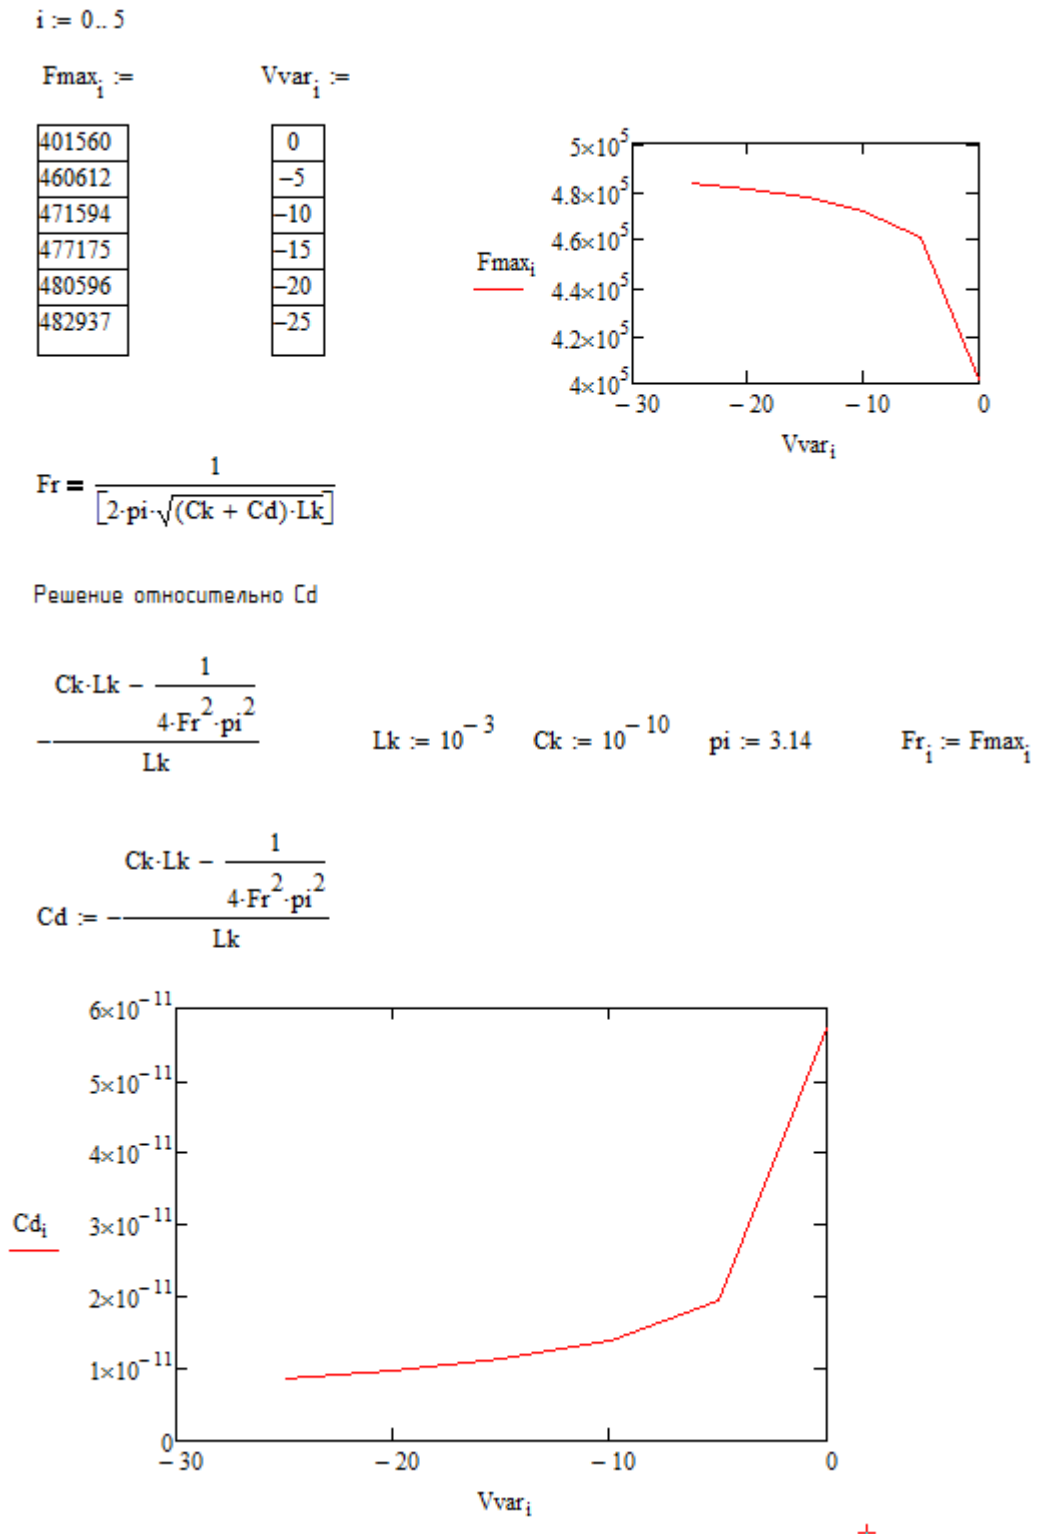 i := 0.. 5
Fmax_i := Vvar_i :=
401560 0
460612 −5
471594 −10
477175 −15
480596 −20
482937 −25
5×10^5
4.8×10^5
4.6×10^5
Fmax_i
4.4×10^5
4.2×10^5
4×10^5
−30 −20 −10 0
Vvar_i
Fr = 1 / [2·pi·√((Ck + Cd)·Lk)]
Решение относительно Cd
−(Ck·Lk − 1/(4·Fr^2·pi^2))/Lk Lk := 10^−3 Ck := 10^−10 pi := 3.14 Fr_i := Fmax_i
Cd := −(Ck·Lk − 1/(4·Fr^2·pi^2))/Lk
6×10^−11
5×10^−11
4×10^−11
Cd_i
3×10^−11
2×10^−11
1×10^−11
0
−30 −20 −10 0
Vvar_i